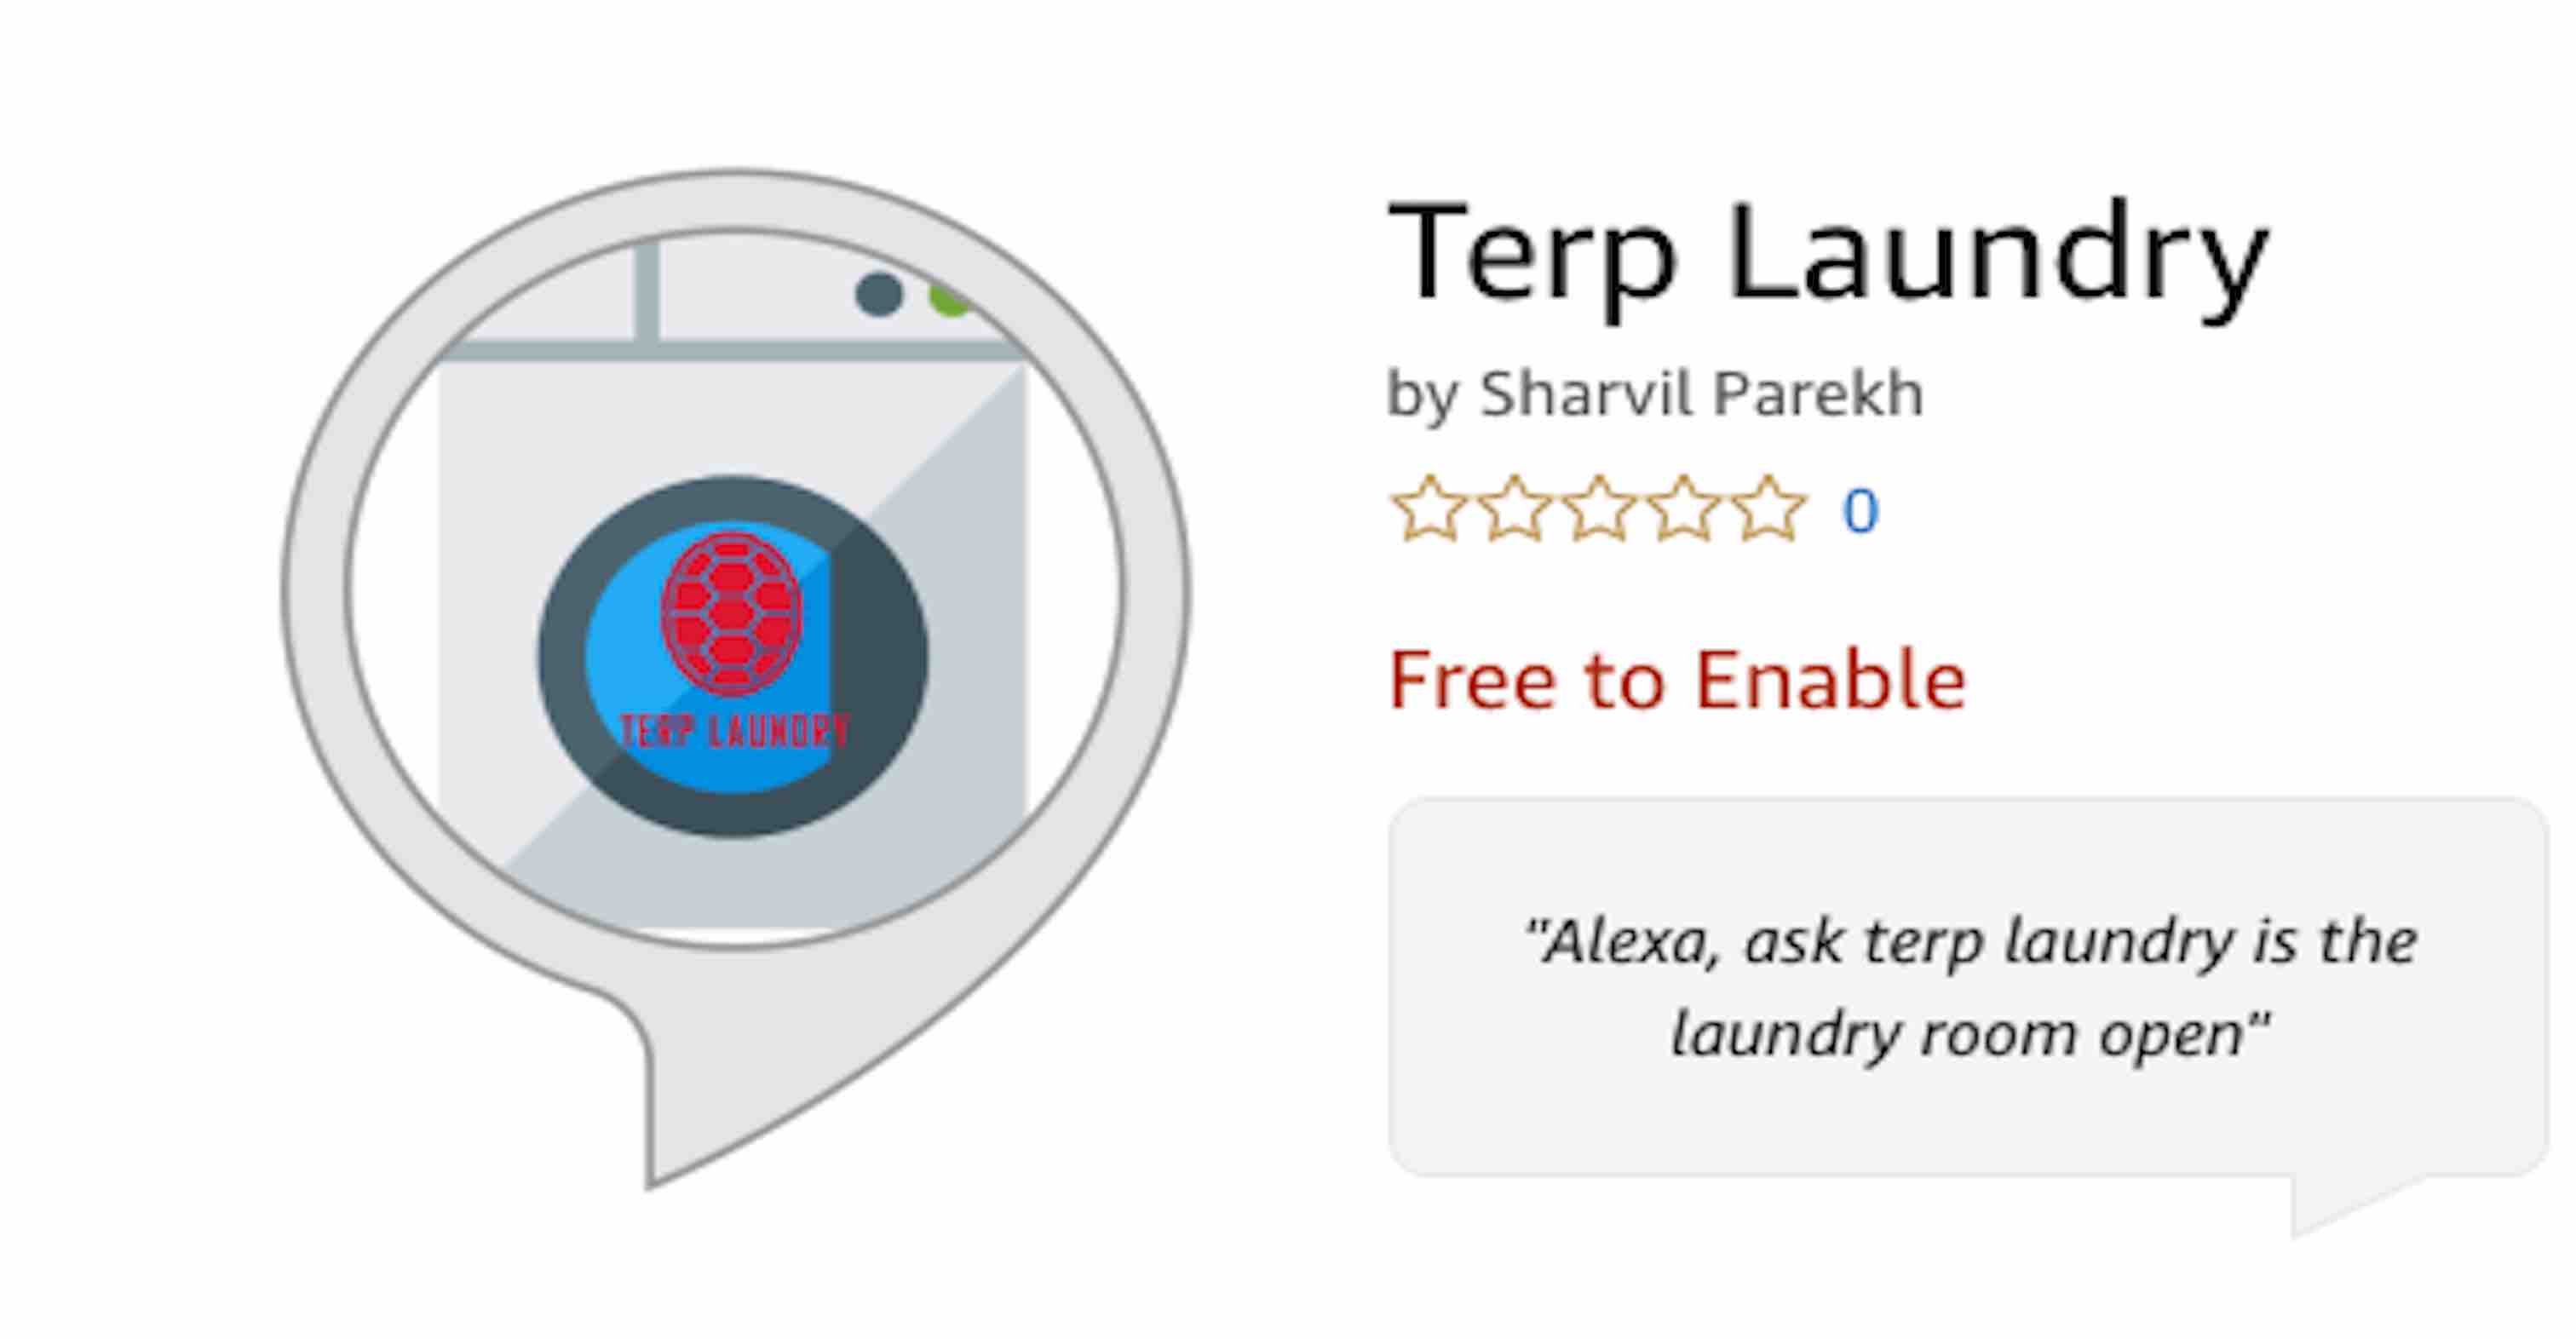 Terp Laundry
by Sharvil Parekh
0
Free to Enable
TERP LAUNDRY
"Alexa, ask terp laundry is the
laundry room open"